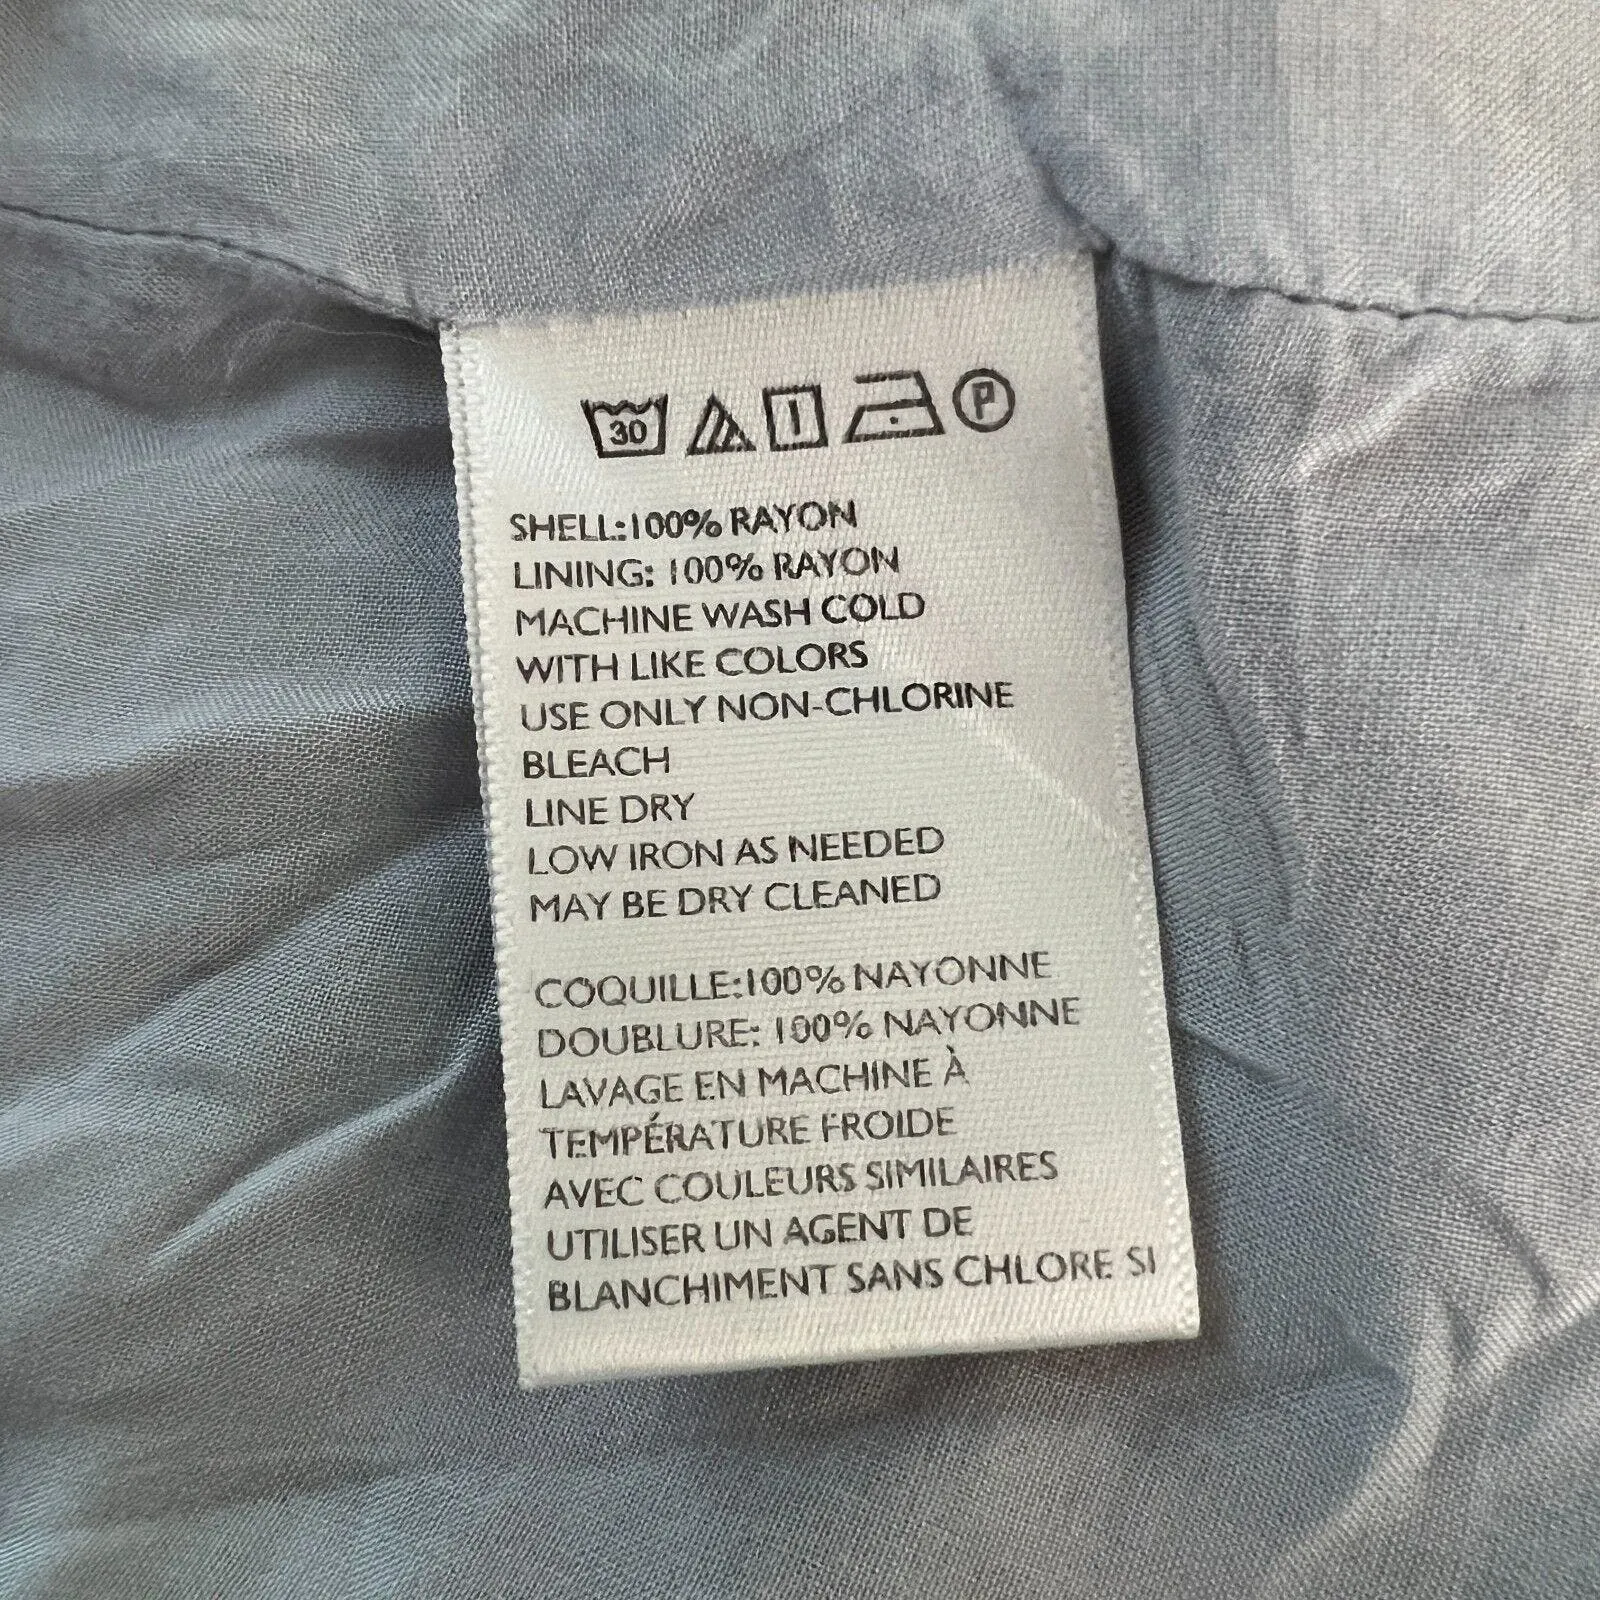 30 P
SHELL:100% RAYON
LINING: 100% RAYON
MACHINE WASH COLD
WITH LIKE COLORS
USE ONLY NON-CHLORINE
BLEACH
LINE DRY
LOW IRON AS NEEDED
MAY BE DRY CLEANED
COQUILLE:100% NAYONNE
DOUBLURE: 100% NAYONNE
LAVAGE EN MACHINE À
TEMPÉRATURE FROIDE
AVEC COULEURS SIMILAIRES
UTILISER UN AGENT DE
BLANCHIMENT SANS CHLORE SI